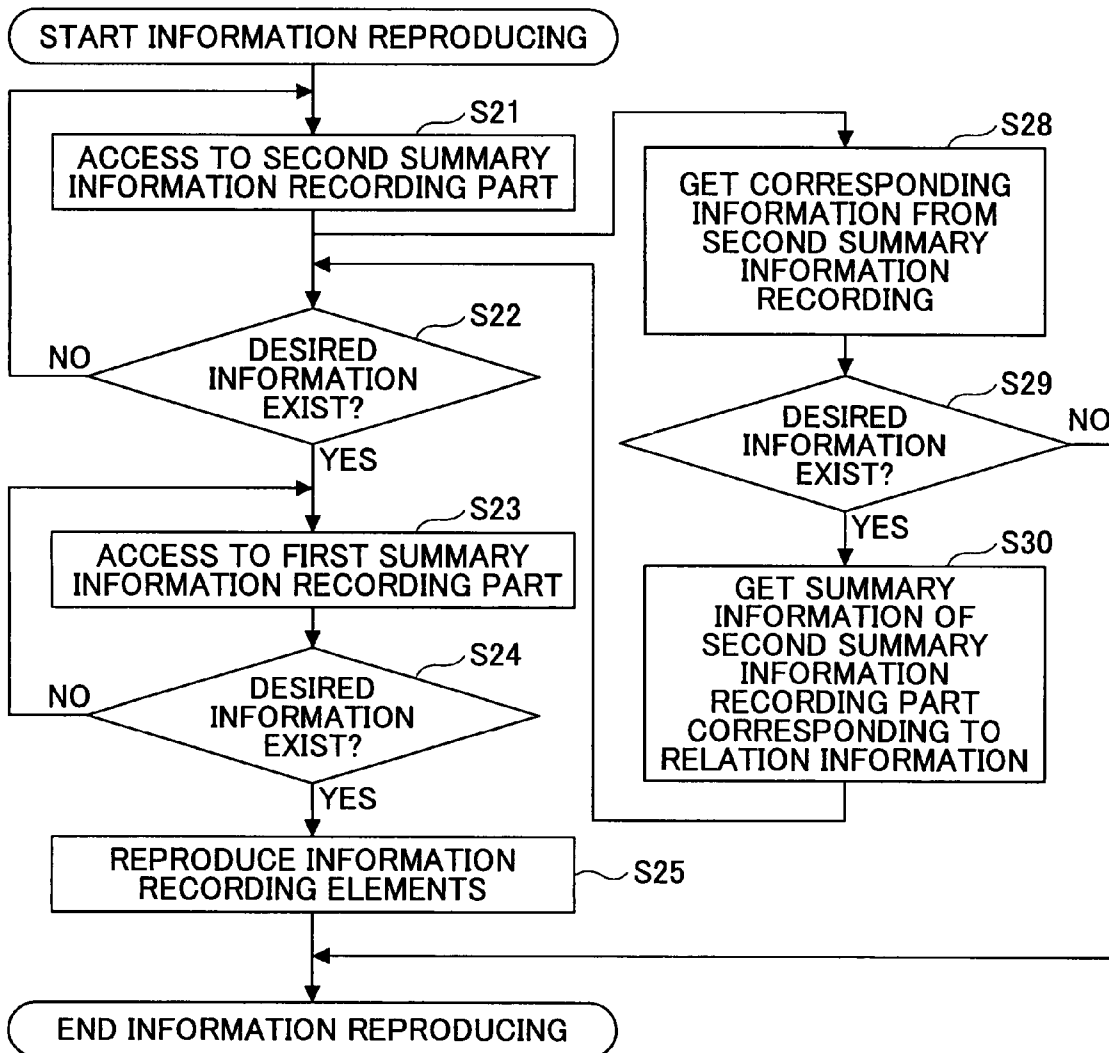 START INFORMATION REPRODUCING
S21
ACCESS TO SECOND SUMMARY
INFORMATION RECORDING PART
S22
DESIRED
INFORMATION
EXIST?
NO
YES
S23
ACCESS TO FIRST SUMMARY
INFORMATION RECORDING PART
S24
DESIRED
INFORMATION
EXIST?
NO
YES
REPRODUCE INFORMATION
RECORDING ELEMENTS
S25
END INFORMATION REPRODUCING
S28
GET CORRESPONDING
INFORMATION FROM
SECOND SUMMARY
INFORMATION
RECORDING
S29
DESIRED
INFORMATION
EXIST?
NO
YES
S30
GET SUMMARY
INFORMATION OF
SECOND SUMMARY
INFORMATION
RECORDING PART
CORRESPONDING TO
RELATION INFORMATION